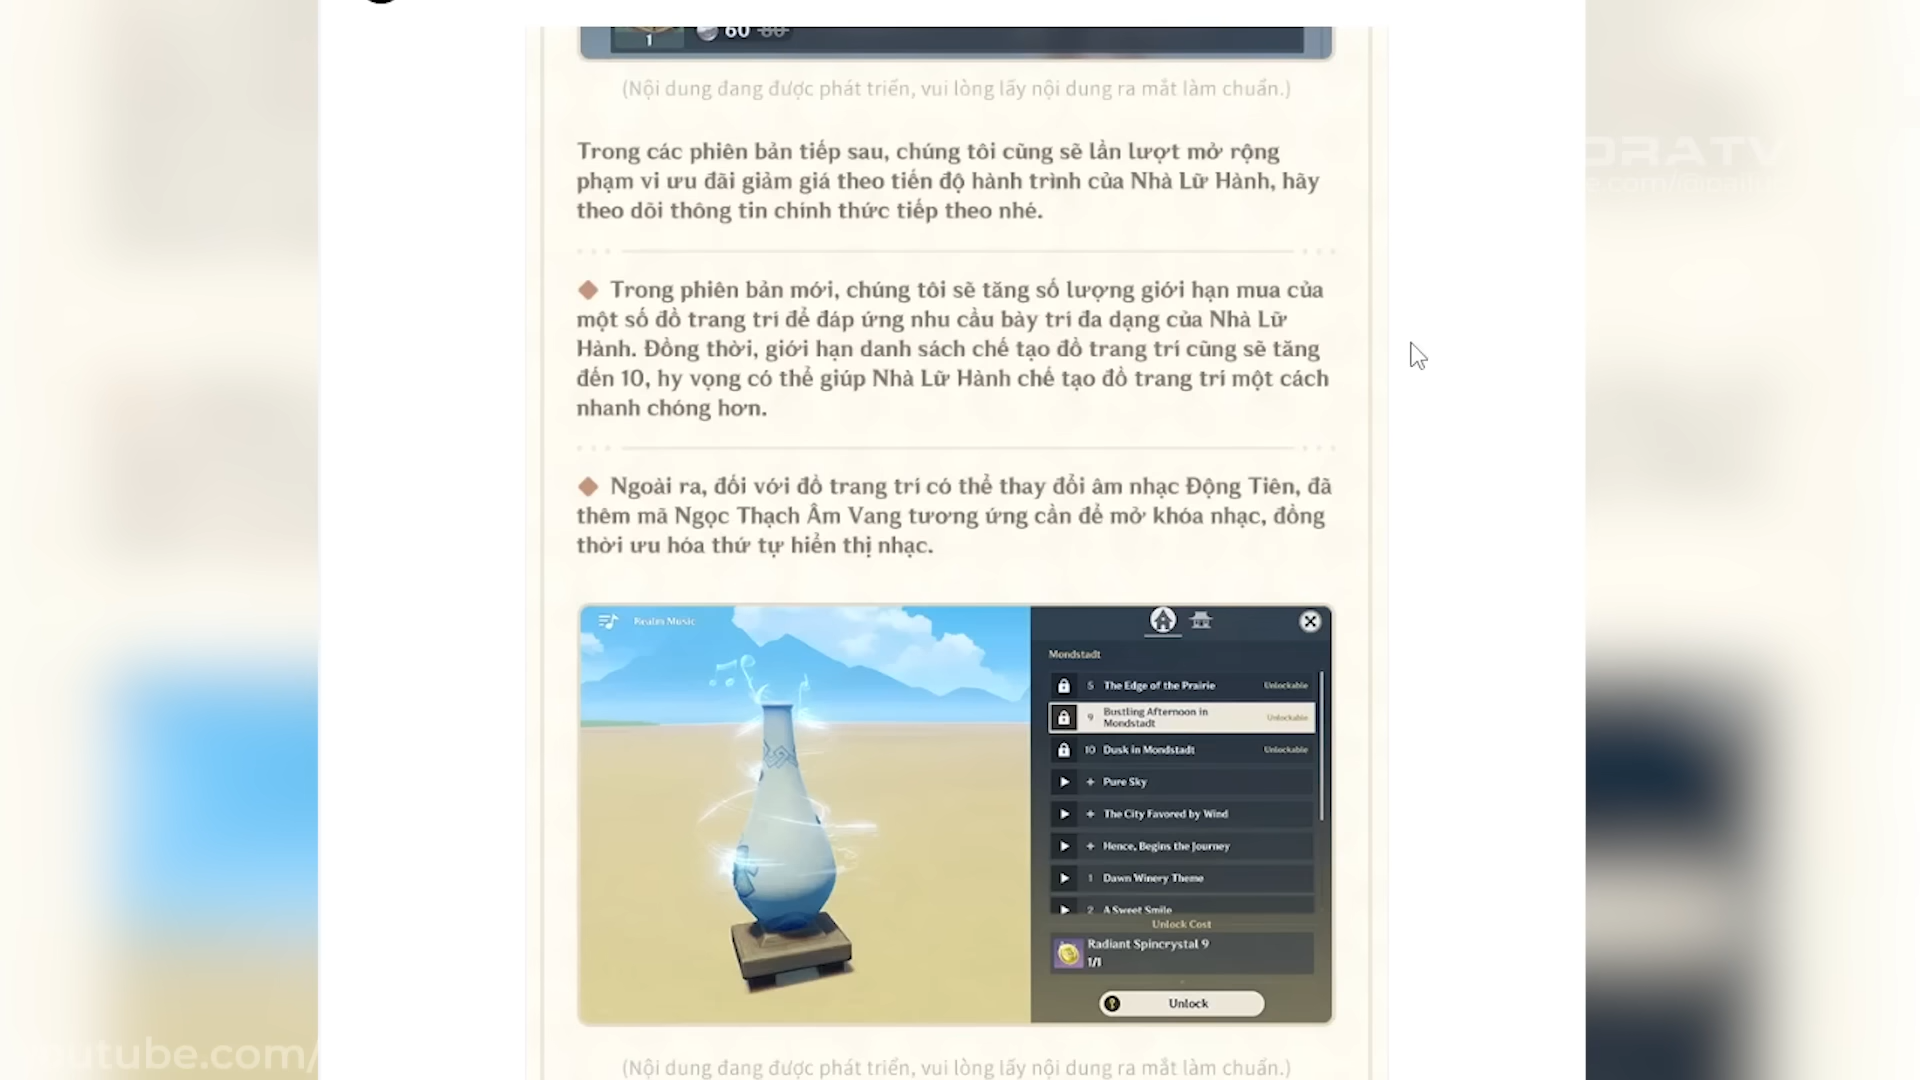 1
60 80
(Nội dung đang được phát triển, vui lòng lấy nội dung ra mắt làm chuẩn.)
Trong các phiên bản tiếp sau, chúng tôi cũng sẽ lần lượt mở rộng
phạm vi ưu đãi giảm giá theo tiến độ hành trình của Nhà Lữ Hành, hãy
theo dõi thông tin chính thức tiếp theo nhé.
Trong phiên bản mới, chúng tôi sẽ tăng số lượng giới hạn mua của
một số đồ trang trí để đáp ứng nhu cầu bày trí đa dạng của Nhà Lữ
Hành. Đồng thời, giới hạn danh sách chế tạo đồ trang trí cũng sẽ tăng
đến 10, hy vọng có thể giúp Nhà Lữ Hành chế tạo đồ trang trí một cách
nhanh chóng hơn.
Ngoài ra, đối với đồ trang trí có thể thay đổi âm nhạc Động Tiên, đã
thêm mã Ngọc Thạch Âm Vang tương ứng cần để mở khóa nhạc, đồng
thời ưu hóa thứ tự hiển thị nhạc.
Realm Music
Mondstadt
5 The Edge of the Prairie Unlockable
9 Bustling Afternoon in
Mondstadt Unlockable
10 Dusk in Mondstadt Unlockable
+ Pure Sky
+ The City Favored by Wind
+ Hence, Begins the Journey
1 Dawn Winery Theme
2 A Sweet Smile
Unlock Cost
Radiant Spincrystal 9
1/1
Unlock
(Nội dung đang được phát triển, vui lòng lấy nội dung ra mắt làm chuẩn.)
ORATV
utube.com/